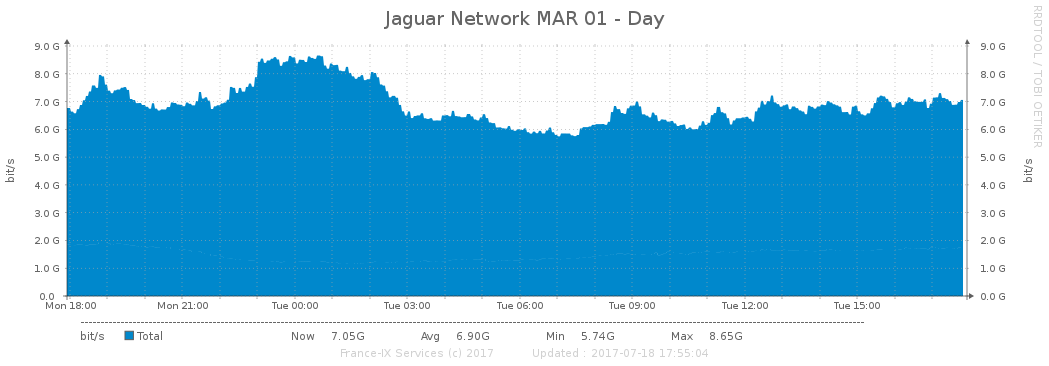 Jaguar Network MAR 01 - Day
RRDTOOL / TOBI OETIKER
9.0 G 9.0 G
8.0 G 8.0 G
7.0 G 7.0 G
6.0 G 6.0 G
5.0 G 5.0 G
4.0 G 4.0 G
3.0 G 3.0 G
2.0 G 2.0 G
1.0 G 1.0 G
0.0 0.0 G
bit/s
bit/s
Mon 18:00 Mon 21:00 Tue 00:00 Tue 03:00 Tue 06:00 Tue 09:00 Tue 12:00 Tue 15:00
bit/s Total Now 7.05G Avg 6.90G Min 5.74G Max 8.65G
France-IX Services (c) 2017 Updated : 2017-07-18 17:55:04